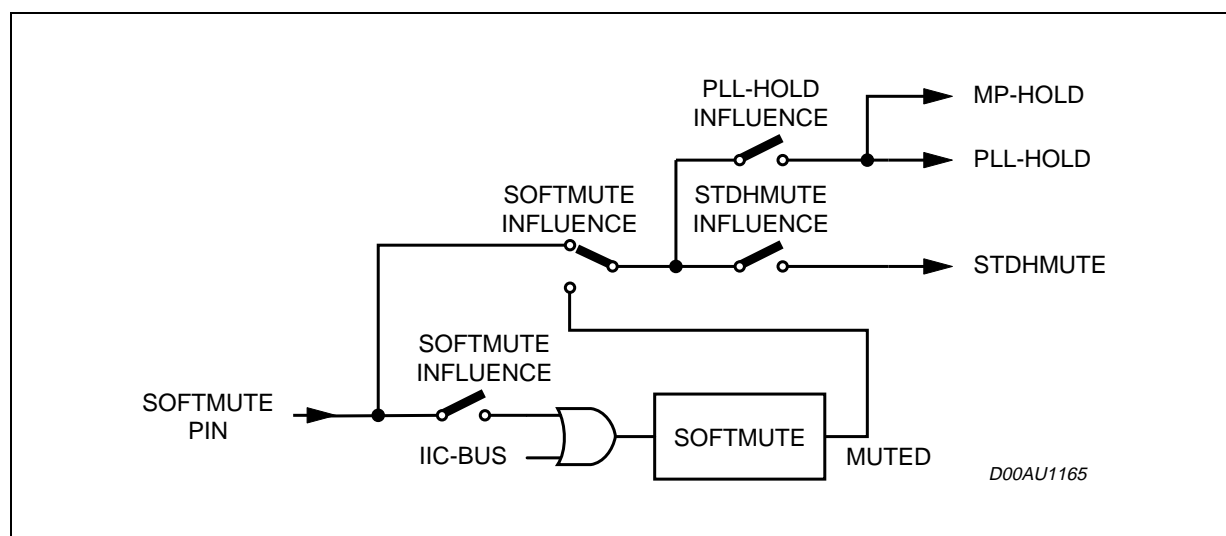 PLL-HOLD
INFLUENCE
MP-HOLD
PLL-HOLD
SOFTMUTE
INFLUENCE
STDHMUTE
INFLUENCE
STDHMUTE
SOFTMUTE
INFLUENCE
SOFTMUTE
PIN
IIC-BUS
SOFTMUTE
MUTED
D00AU1165